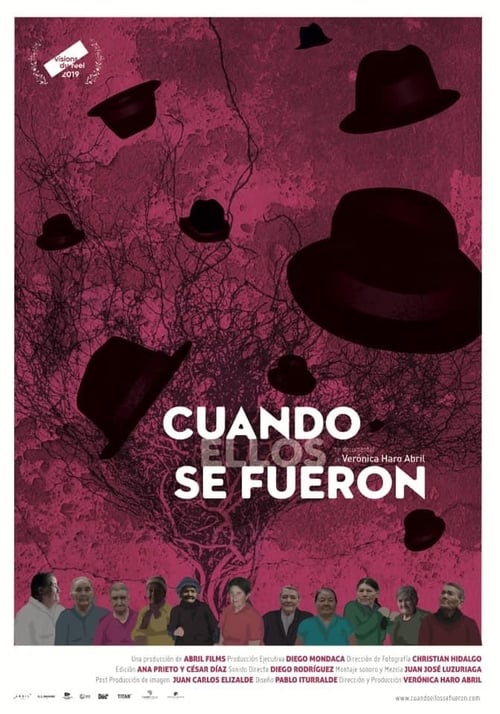 visions
du réel
2019
CUANDO
ELLOS
un documental
de Verónica Haro Abril
SE FUERON
Una producción de ABRIL FILMS Producción Ejecutiva DIEGO MONDACA Dirección de Fotografía CHRISTIAN HIDALGO
Edición ANA PRIETO Y CÉSAR DÍAZ Sonido Directo DIEGO RODRÍGUEZ Montaje sonoro y Mezcla JUAN JOSÉ LUZURIAGA
Post Producción de imagen JUAN CARLOS ELIZALDE Diseño PABLO ITURRALDE Dirección y Producción VERÓNICA HARO ABRIL
www.cuandoellossefueron.com